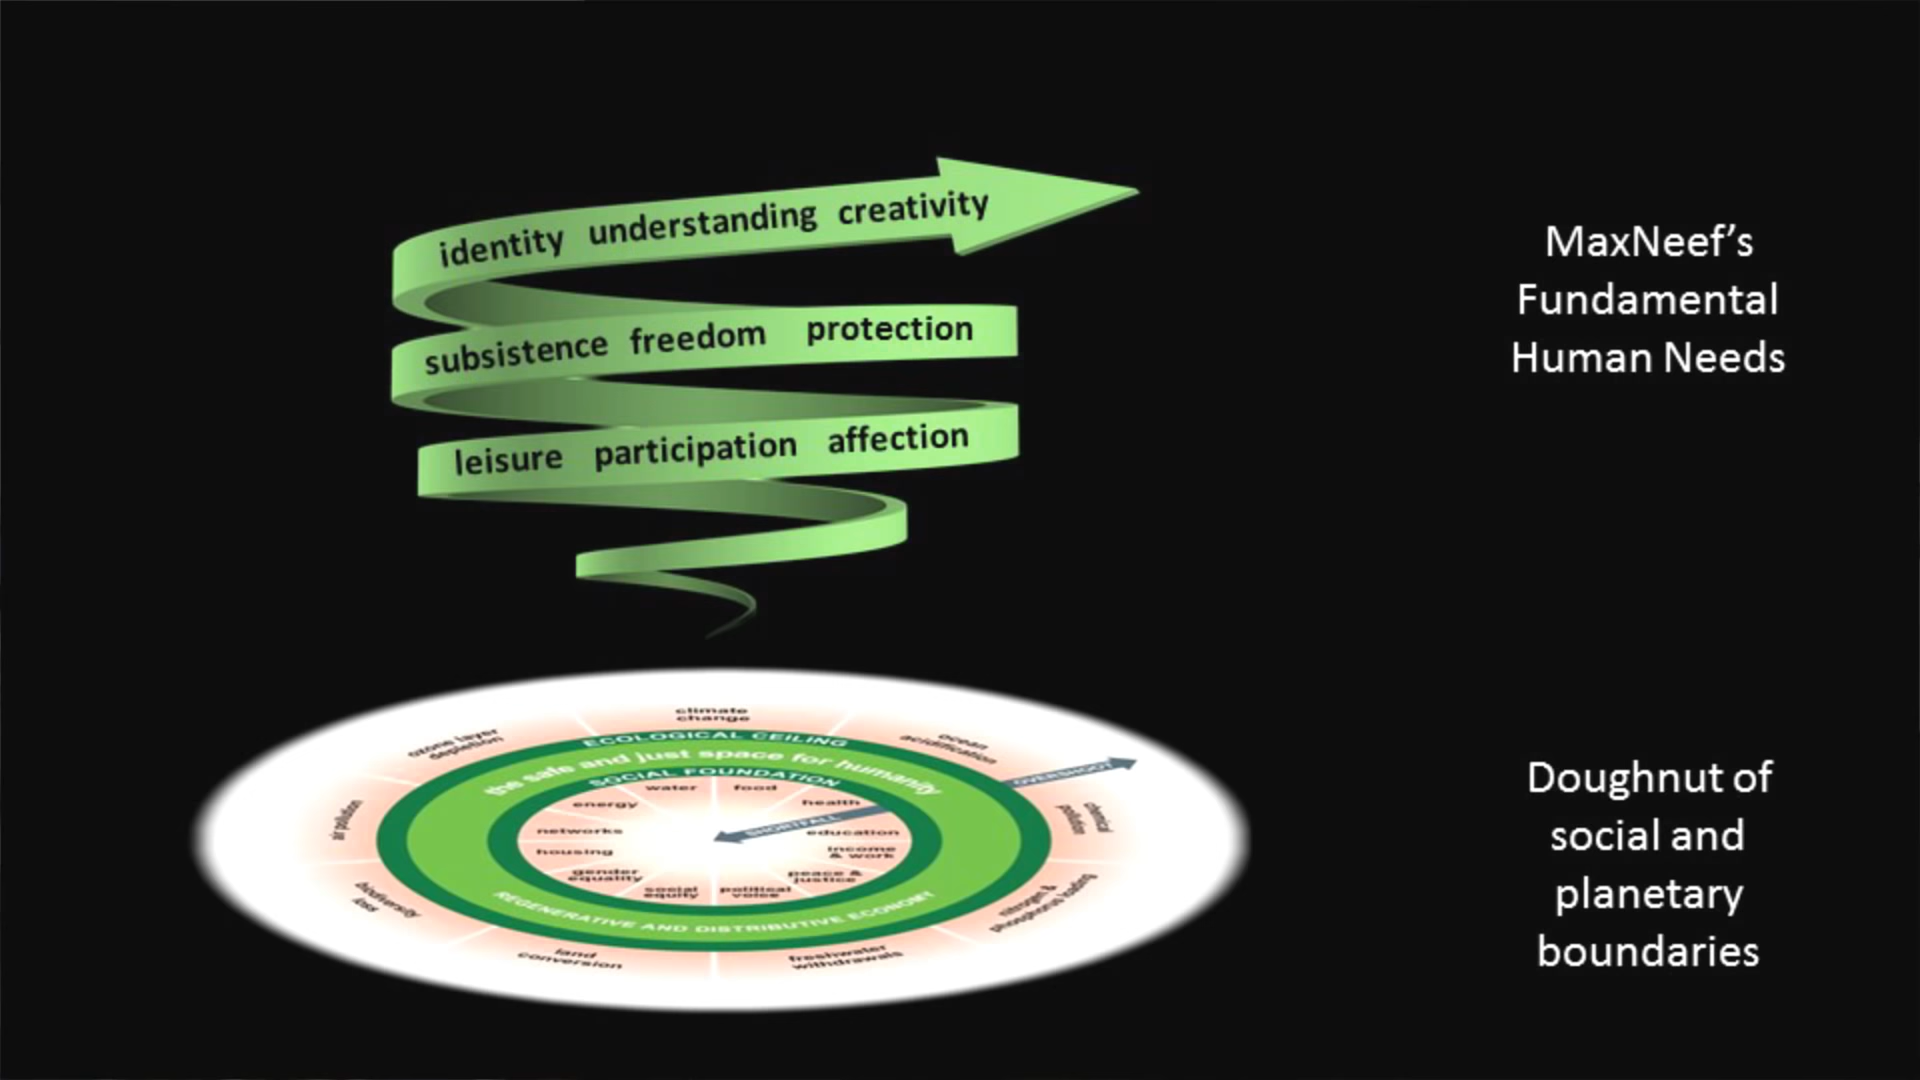 identity understanding creativity
subsistence freedom protection
leisure participation affection
MaxNeef's
Fundamental
Human Needs
climate
change
ozone layer
depletion
ocean
acidification
ECOLOGICAL CEILING
the safe and just space for humanity
SOCIAL FOUNDATION
OVERSHOOT
water
food
energy
health
SHORTFALL
networks
education
housing
income
& work
gender
equality
peace &
justice
social
equity
political
voice
air pollution
chemical
pollution
biodiversity
loss
nitrogen &
phosphorus loading
REGENERATIVE AND DISTRIBUTIVE ECONOMY
land
conversion
freshwater
withdrawals
Doughnut of
social and
planetary
boundaries